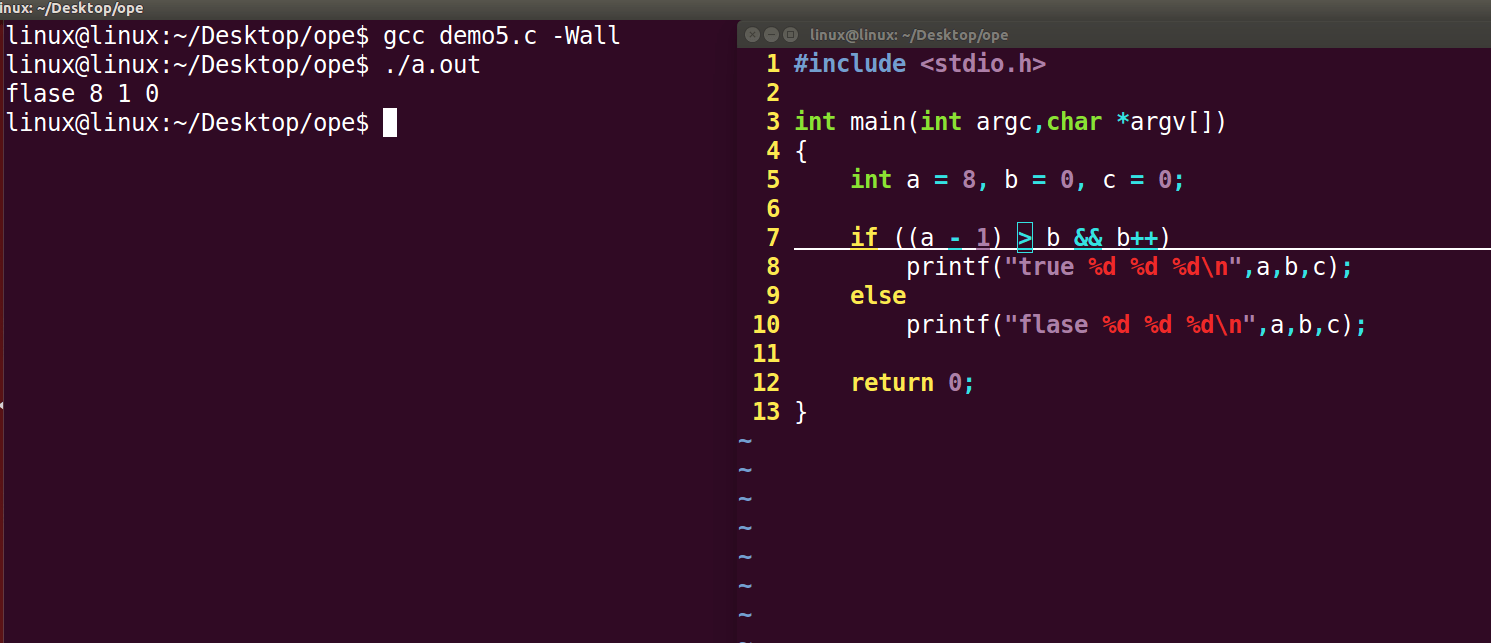 inux: ~/Desktop/ope
linux@linux:~/Desktop/ope$ gcc demo5.c -Wall
linux@linux:~/Desktop/ope$ ./a.out
flase 8 1 0
linux@linux:~/Desktop/ope$
linux@linux: ~/Desktop/ope
1 #include <stdio.h>
2
3 int main(int argc,char *argv[])
4 {
5     int a = 8, b = 0, c = 0;
6
7     if ((a - 1) > b && b++)
8         printf("true %d %d %d\n",a,b,c);
9     else
10         printf("flase %d %d %d\n",a,b,c);
11
12     return 0;
13 }
~
~
~
~
~
~
~
~